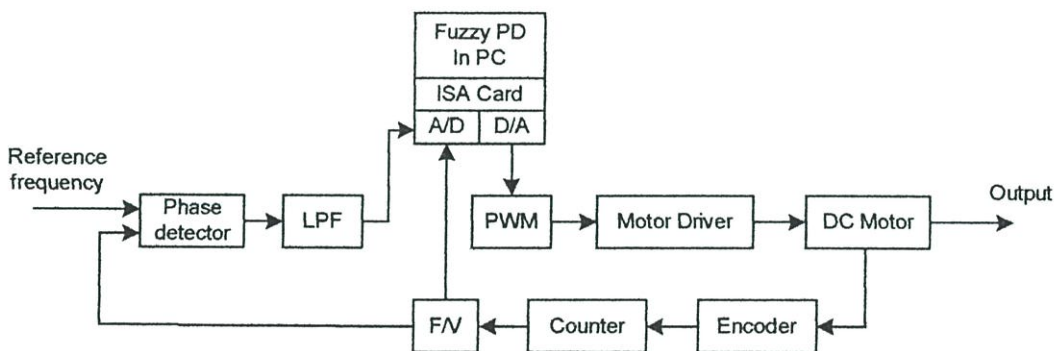 Fuzzy PD
In PC
ISA Card
A/D
D/A
Reference
frequency
Phase
detector
LPF
PWM
Motor Driver
DC Motor
Output
F/V
Counter
Encoder